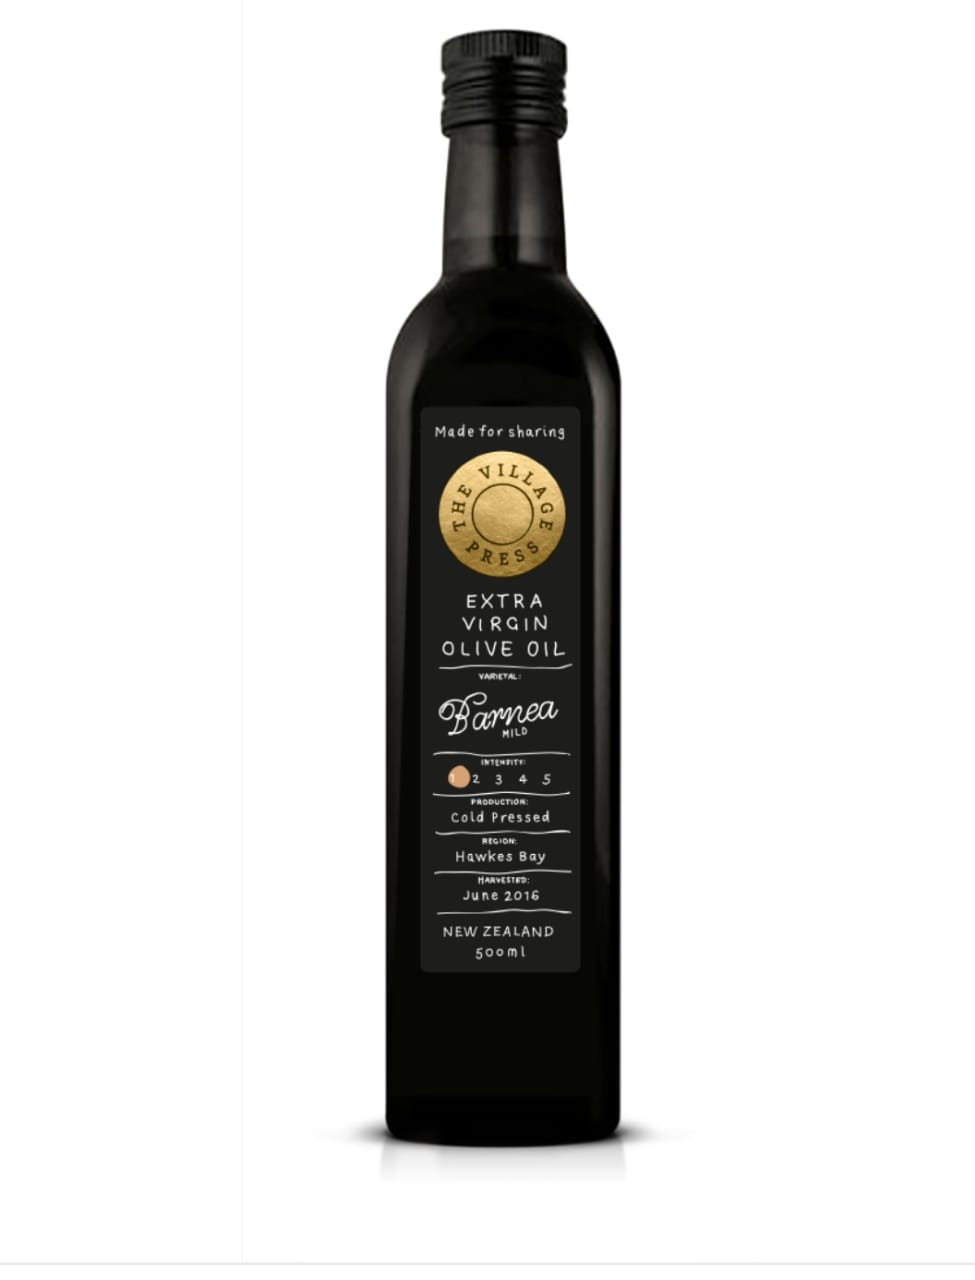 Made for sharing
THE VILLAGE
PRESS
EXTRA
VIRGIN
OLIVE OIL
VARIETAL:
Barnea
MILD
INTENSITY:
1 2 3 4 5
PRODUCTION:
Cold Pressed
REGION:
Hawkes Bay
HARVESTED:
June 2016
NEW ZEALAND
500ml